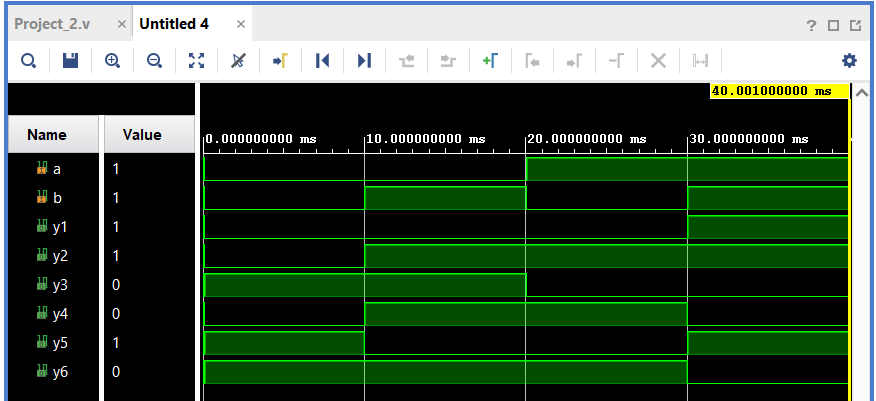 Project_2.v × Untitled 4 ×
?
40.001000000 ms
Name Value
0.000000000 ms 10.000000000 ms 20.000000000 ms 30.000000000 ms
a 1
b 1
y1 1
y2 1
y3 0
y4 0
y5 1
y6 0